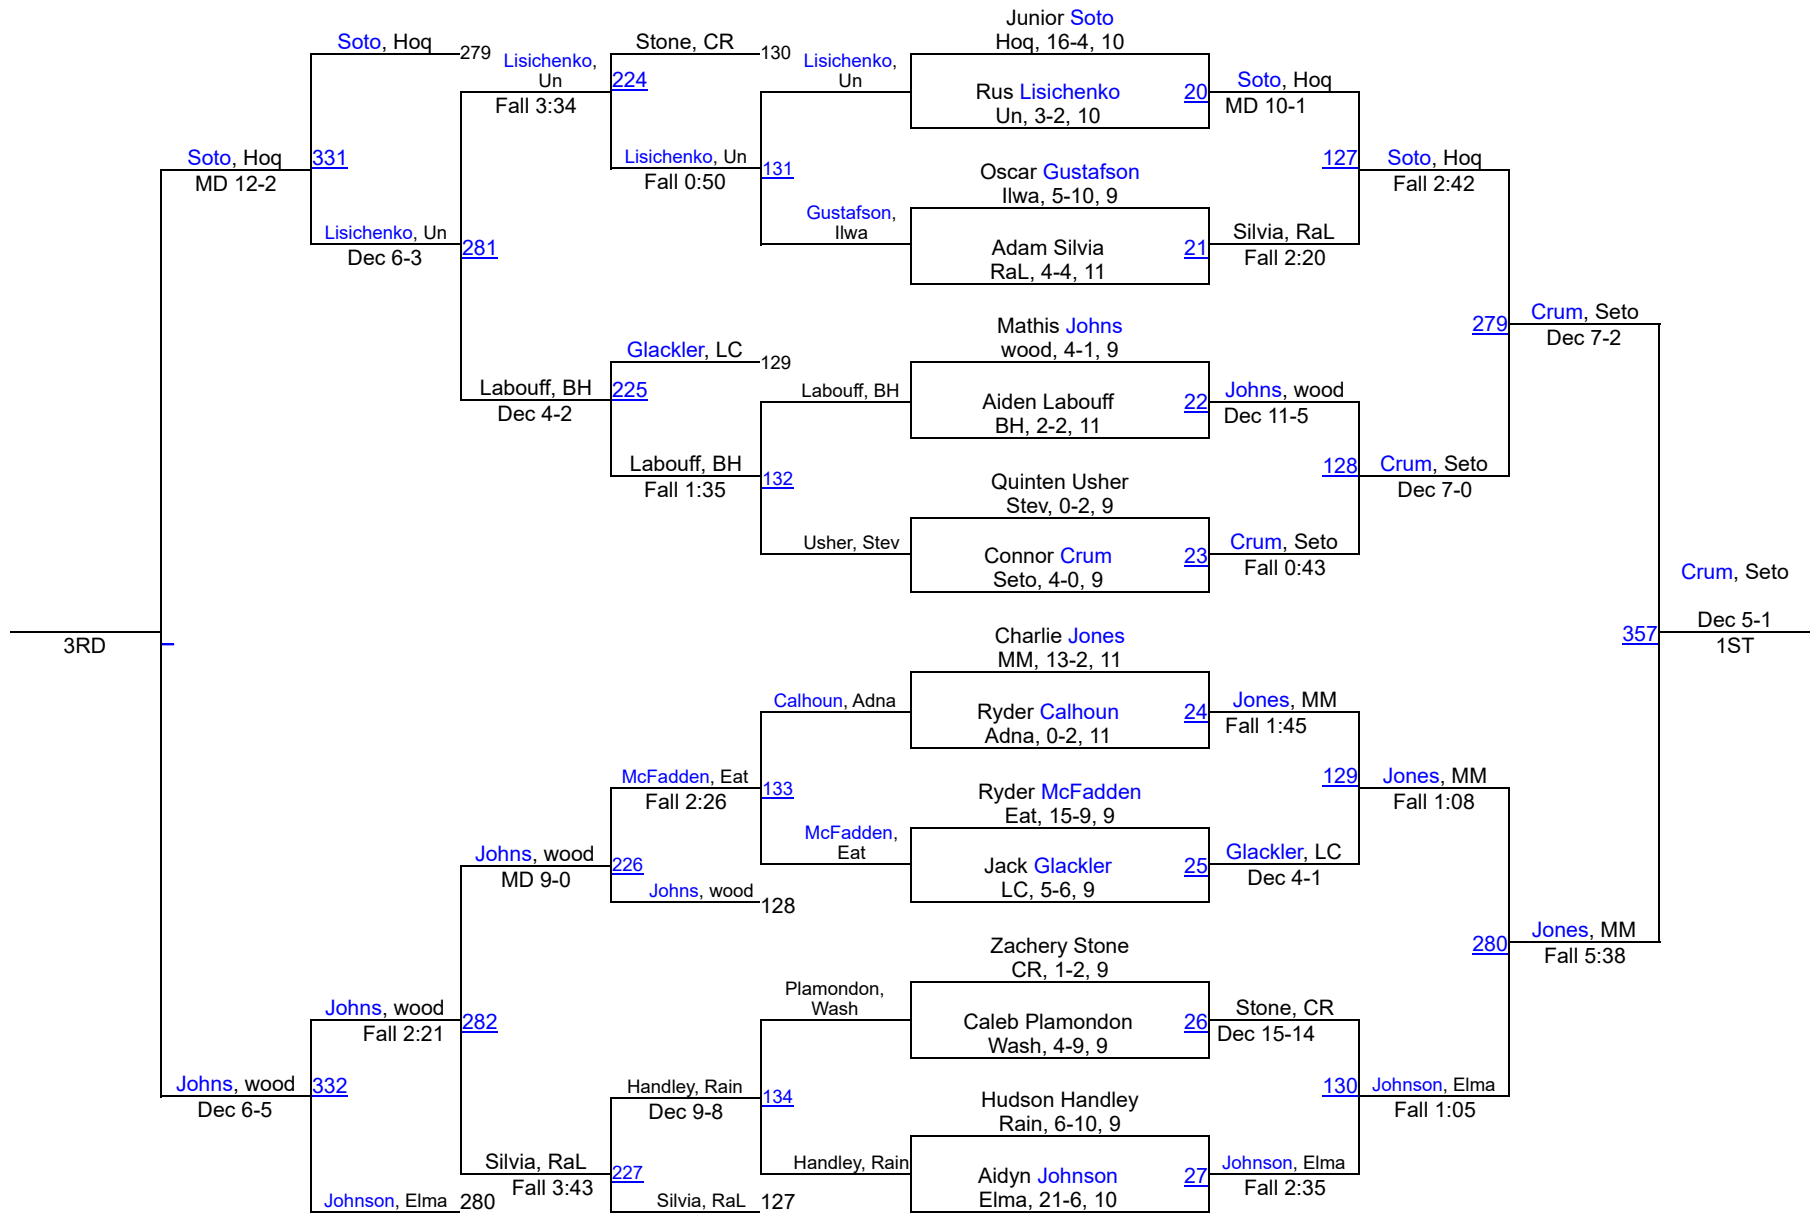 Junior Soto
Hoq, 16-4, 10
Soto, Hoq
279
Stone, CR
130
Lisichenko,
Un
Fall 3:34
224
Lisichenko,
Un
Rus Lisichenko
Un, 3-2, 10
20
Soto, Hoq
MD 10-1
Soto, Hoq
MD 12-2
331
Lisichenko, Un
Fall 0:50
131
Oscar Gustafson
Ilwa, 5-10, 9
127
Soto, Hoq
Fall 2:42
Lisichenko, Un
Dec 6-3
281
Gustafson,
Ilwa
Adam Silvia
RaL, 4-4, 11
21
Silvia, RaL
Fall 2:20
Mathis Johns
wood, 4-1, 9
279
Crum, Seto
Dec 7-2
Glackler, LC
129
Labouff, BH
Dec 4-2
225
Labouff, BH
Aiden Labouff
BH, 2-2, 11
22
Johns, wood
Dec 11-5
Labouff, BH
Fall 1:35
132
Quinten Usher
Stev, 0-2, 9
128
Crum, Seto
Dec 7-0
Usher, Stev
Connor Crum
Seto, 4-0, 9
23
Crum, Seto
Fall 0:43
Crum, Seto
Dec 5-1
1ST
357
3RD
Charlie Jones
MM, 13-2, 11
Calhoun, Adna
Ryder Calhoun
Adna, 0-2, 11
24
Jones, MM
Fall 1:45
McFadden, Eat
Fall 2:26
133
Ryder McFadden
Eat, 15-9, 9
129
Jones, MM
Fall 1:08
Johns, wood
MD 9-0
226
McFadden,
Eat
Jack Glackler
LC, 5-6, 9
25
Glackler, LC
Dec 4-1
Johns, wood
128
Zachery Stone
CR, 1-2, 9
280
Jones, MM
Fall 5:38
Johns, wood
Fall 2:21
282
Plamondon,
Wash
Caleb Plamondon
Wash, 4-9, 9
26
Stone, CR
Dec 15-14
Johns, wood
Dec 6-5
332
Handley, Rain
Dec 9-8
134
Hudson Handley
Rain, 6-10, 9
130
Johnson, Elma
Fall 1:05
Silvia, RaL
Fall 3:43
227
Handley, Rain
Aidyn Johnson
Elma, 21-6, 10
27
Johnson, Elma
Fall 2:35
Johnson, Elma
280
Silvia, RaL
127